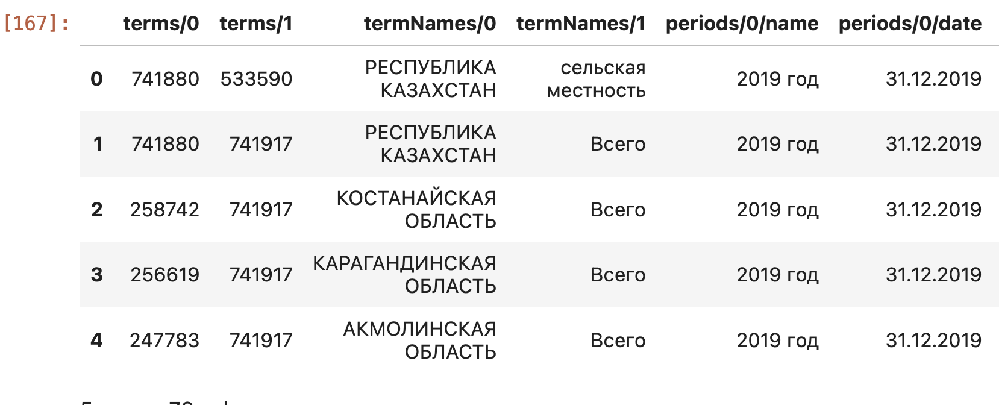 [167]: terms/0 terms/1 termNames/0 termNames/1 periods/0/name periods/0/date
0 741880 533590 РЕСПУБЛИКА КАЗАХСТАН сельская местность 2019 год 31.12.2019
1 741880 741917 РЕСПУБЛИКА КАЗАХСТАН Всего 2019 год 31.12.2019
2 258742 741917 КОСТАНАЙСКАЯ ОБЛАСТЬ Всего 2019 год 31.12.2019
3 256619 741917 КАРАГАНДИНСКАЯ ОБЛАСТЬ Всего 2019 год 31.12.2019
4 247783 741917 АКМОЛИНСКАЯ ОБЛАСТЬ Всего 2019 год 31.12.2019